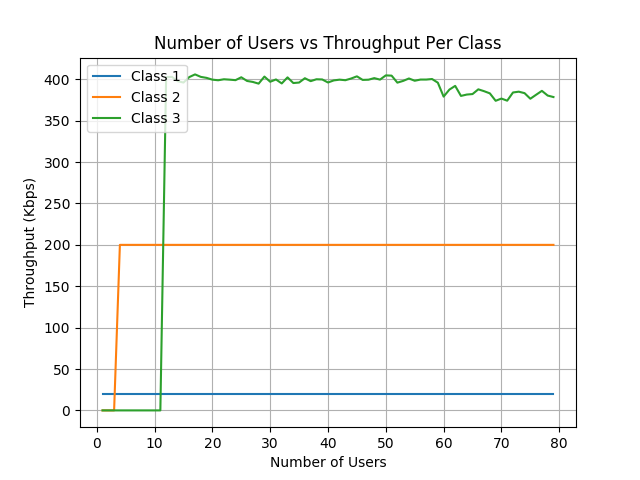 Number of Users vs Throughput Per Class
Class 1
Class 2
Class 3
Throughput (Kbps)
400
350
300
250
200
150
100
50
0
0 10 20 30 40 50 60 70 80
Number of Users